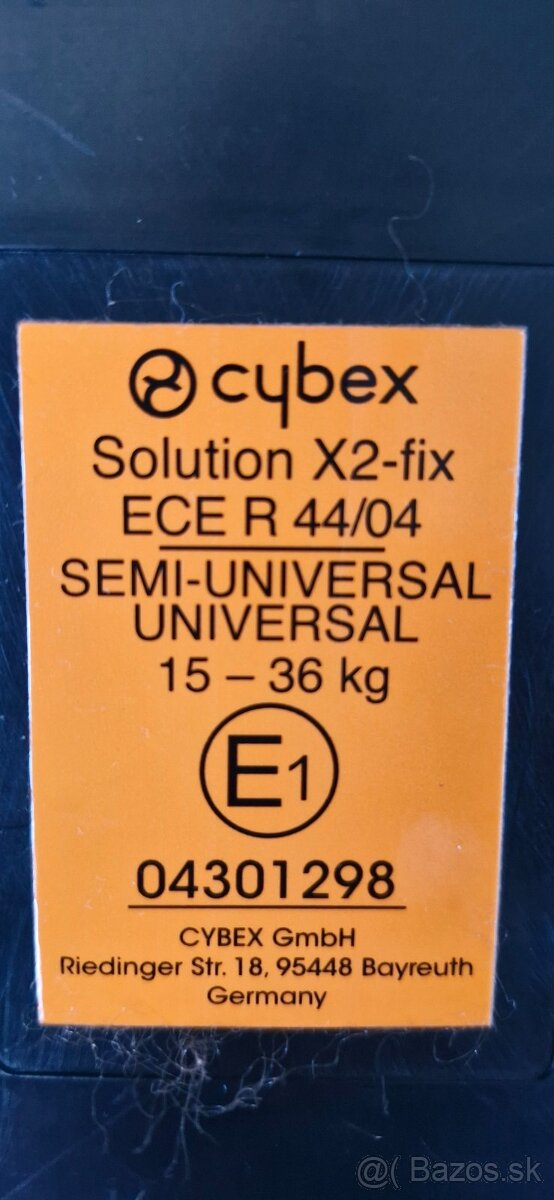 cybex
Solution X2-fix
ECE R 44/04
SEMI-UNIVERSAL
UNIVERSAL
15 – 36 kg
E1
04301298
CYBEX GmbH
Riedinger Str. 18, 95448 Bayreuth
Germany
@( Bazos.sk